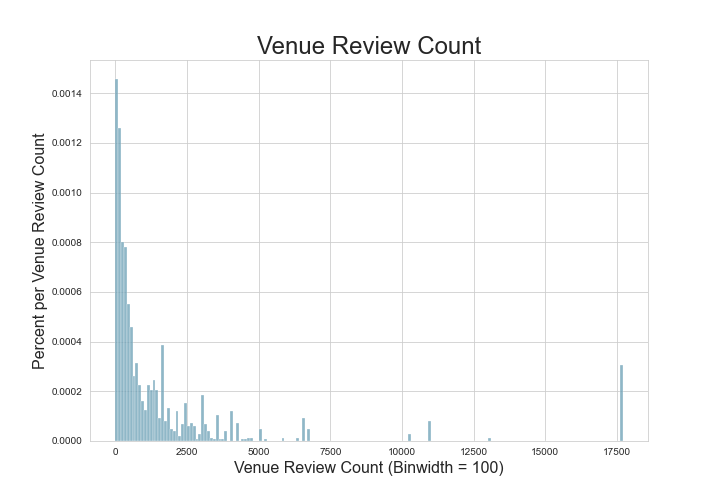 Venue Review Count
Percent per Venue Review Count
0.0014
0.0012
0.0010
0.0008
0.0006
0.0004
0.0002
0.0000
0 2500 5000 7500 10000 12500 15000 17500
Venue Review Count (Binwidth = 100)